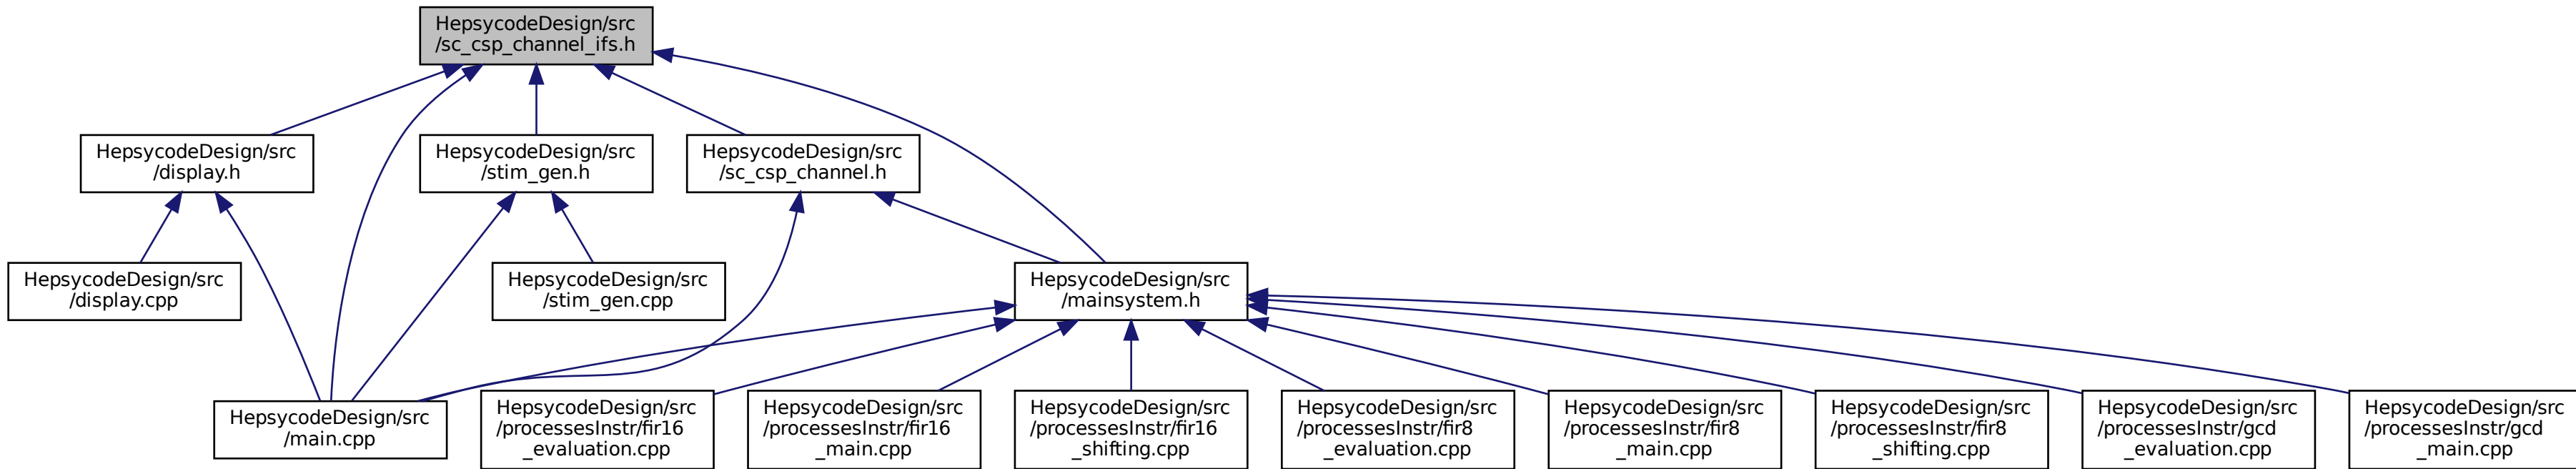 HepsycodeDesign/src
/sc_csp_channel_ifs.h
HepsycodeDesign/src
/display.h
HepsycodeDesign/src
/stim_gen.h
HepsycodeDesign/src
/sc_csp_channel.h
HepsycodeDesign/src
/display.cpp
HepsycodeDesign/src
/stim_gen.cpp
HepsycodeDesign/src
/mainsystem.h
HepsycodeDesign/src
/main.cpp
HepsycodeDesign/src
/processesInstr/fir16
_evaluation.cpp
HepsycodeDesign/src
/processesInstr/fir16
_main.cpp
HepsycodeDesign/src
/processesInstr/fir16
_shifting.cpp
HepsycodeDesign/src
/processesInstr/fir8
_evaluation.cpp
HepsycodeDesign/src
/processesInstr/fir8
_main.cpp
HepsycodeDesign/src
/processesInstr/fir8
_shifting.cpp
HepsycodeDesign/src
/processesInstr/gcd
_evaluation.cpp
HepsycodeDesign/src
/processesInstr/gcd
_main.cpp